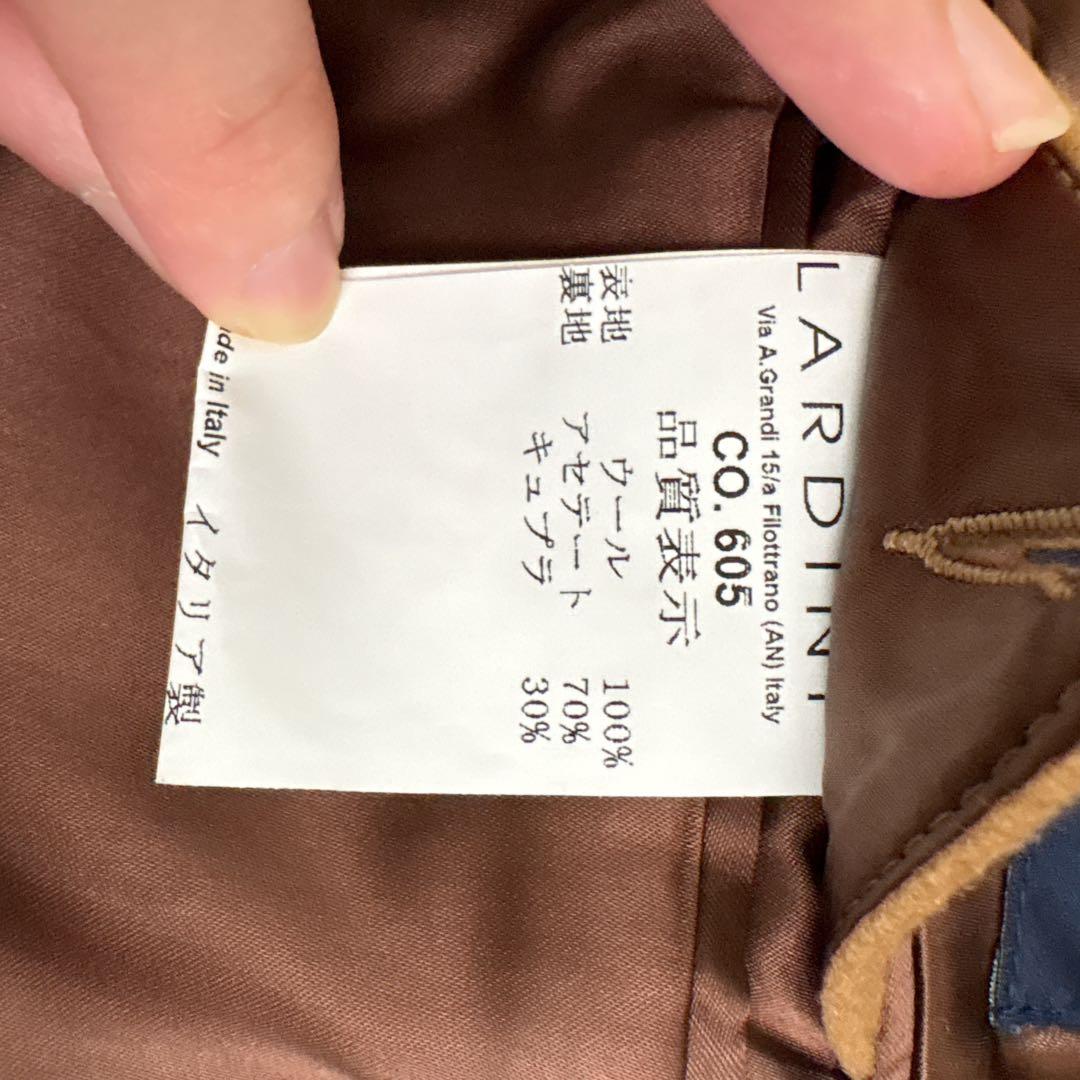 LARDINI
Via A.Grandi 15/a Filottrano (AN) Italy
CO. 605
品質表示
表地 ウール 100%
裏地 アセテート 70%
キュプラ 30%
in Italy イタリア製